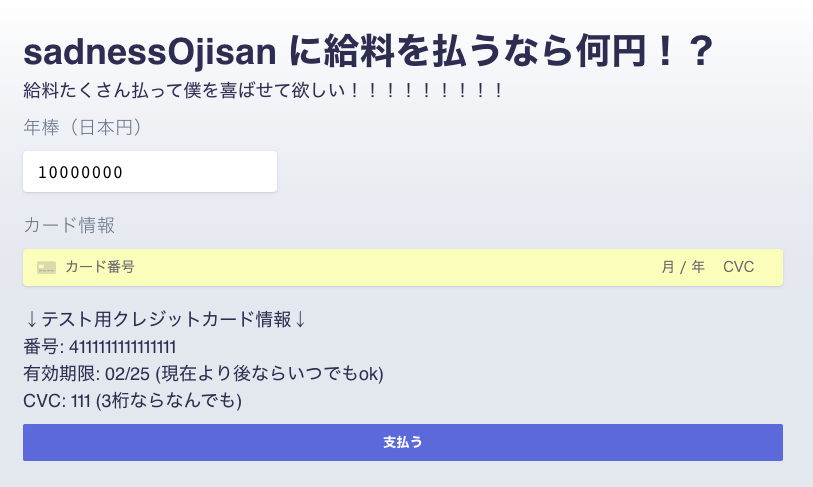 sadnessOjisan に給料を払うなら何円！？
給料たくさん払って僕を喜ばせて欲しい！！！！！！！！！
年棒（日本円）
10000000
カード情報
カード番号 月 / 年 CVC
↓テスト用クレジットカード情報↓
番号: 4111111111111111
有効期限: 02/25 (現在より後ならいつでもok)
CVC: 111 (3桁ならなんでも)
支払う